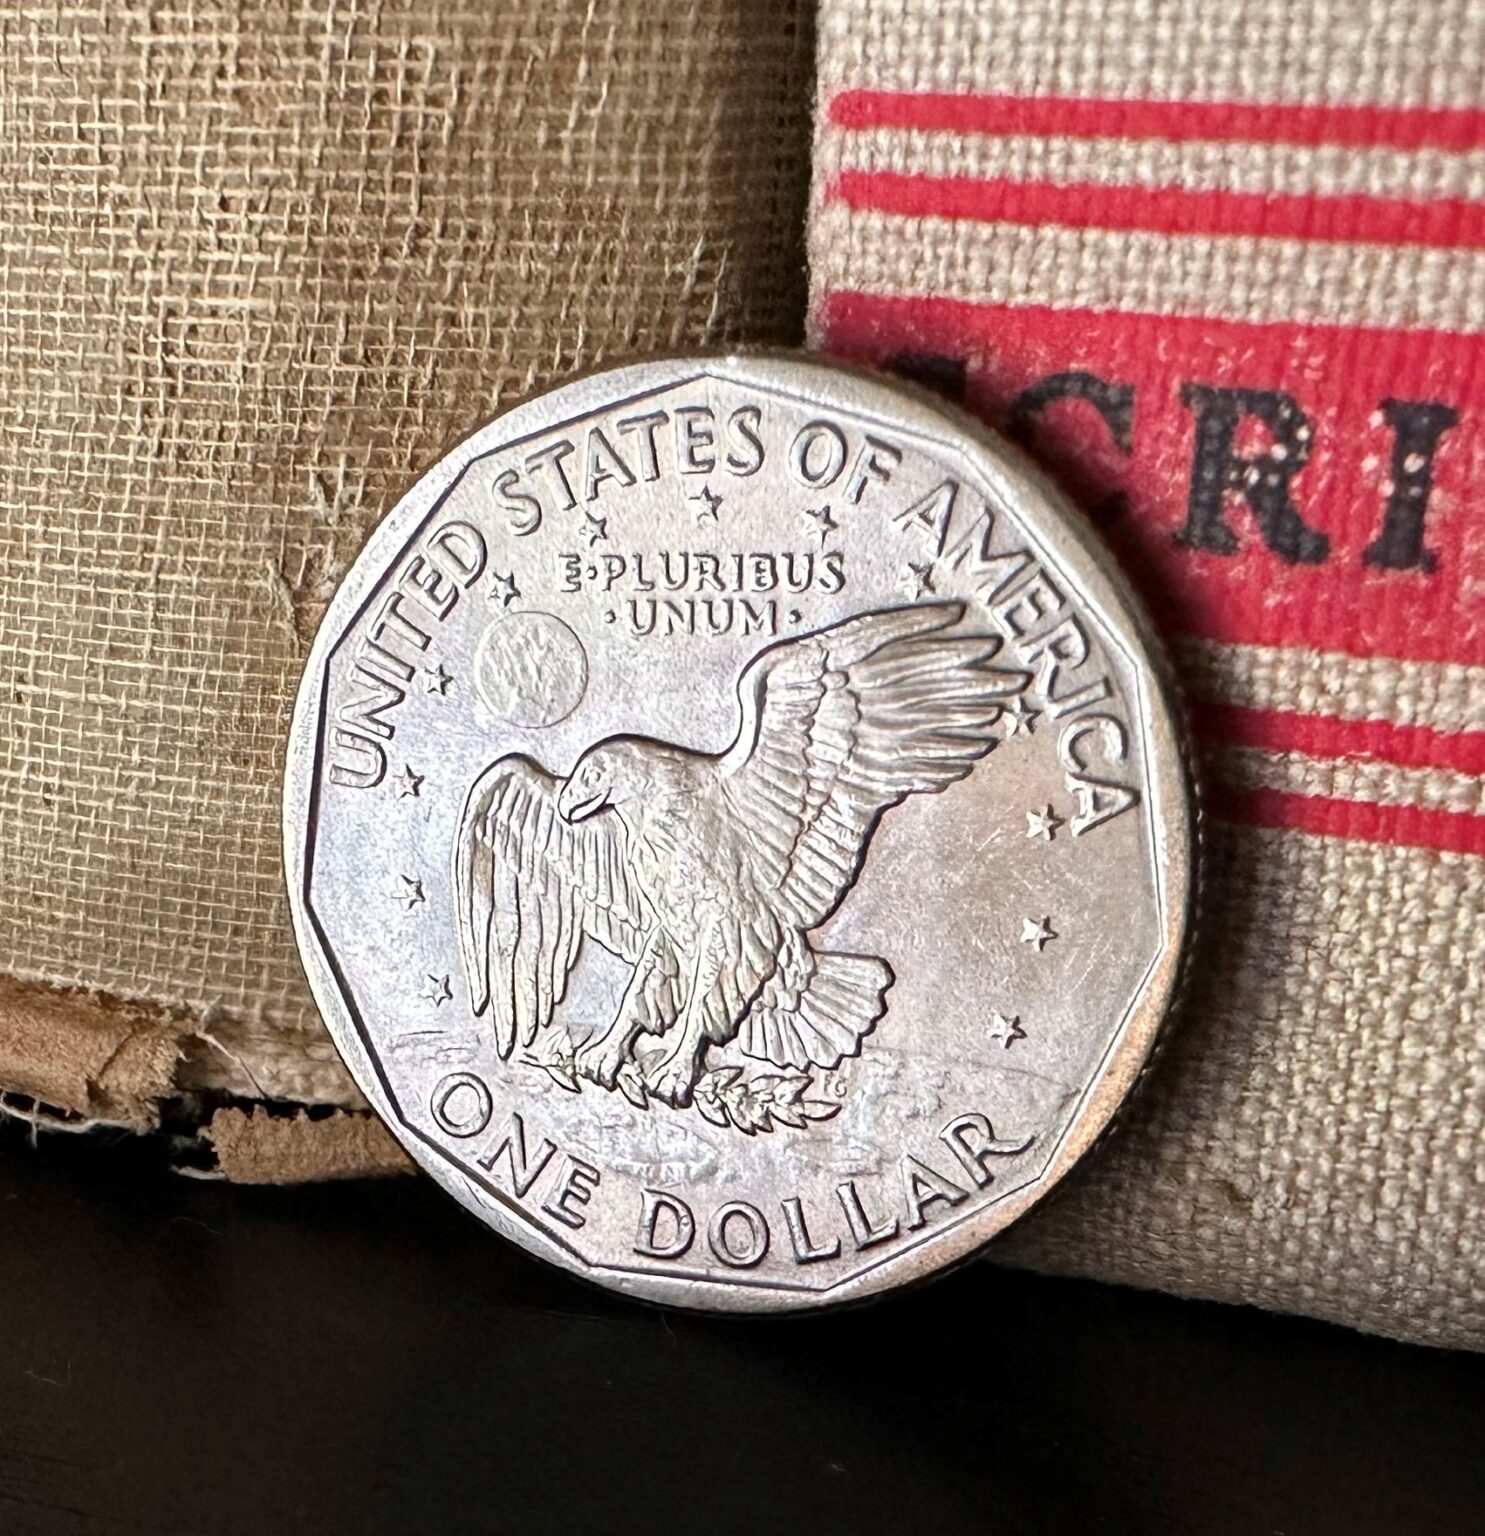 UNITED STATES OF AMERICA
E·PLURIBUS
·UNUM·
ONE DOLLAR
CRI